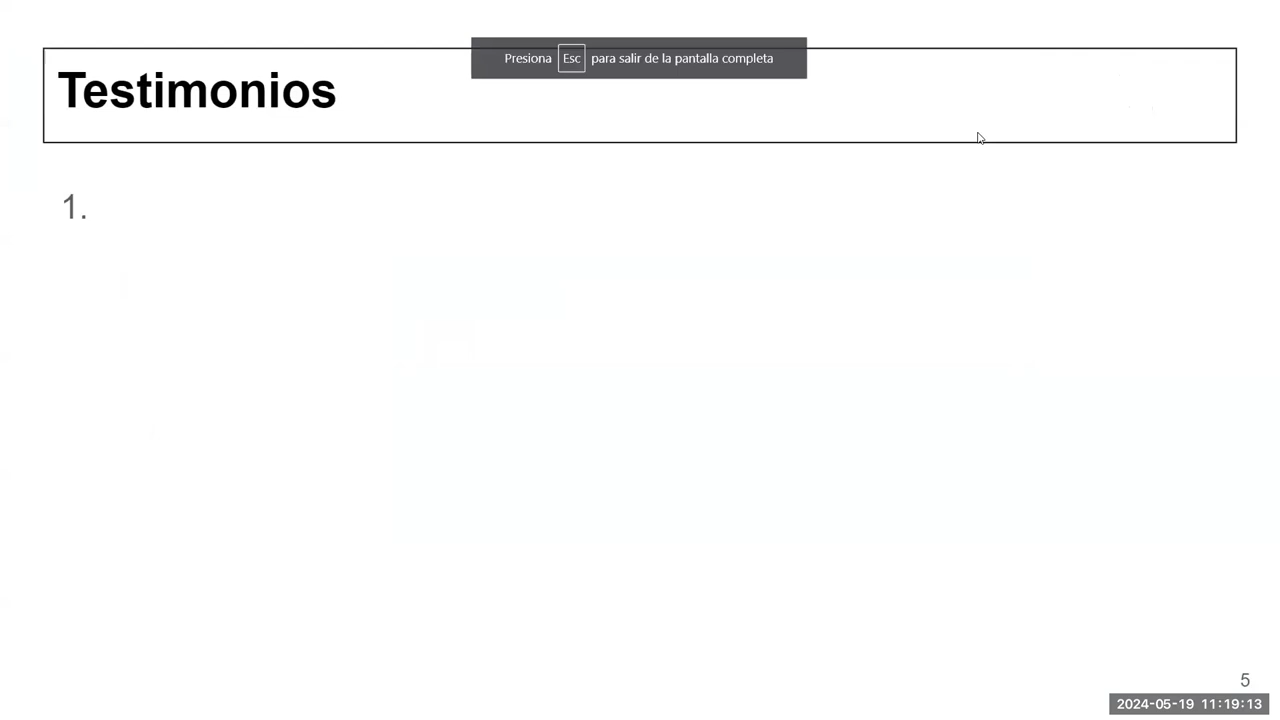 Presiona Esc para salir de la pantalla completa
Testimonios
1.
5
2024-05-19 11:19:13